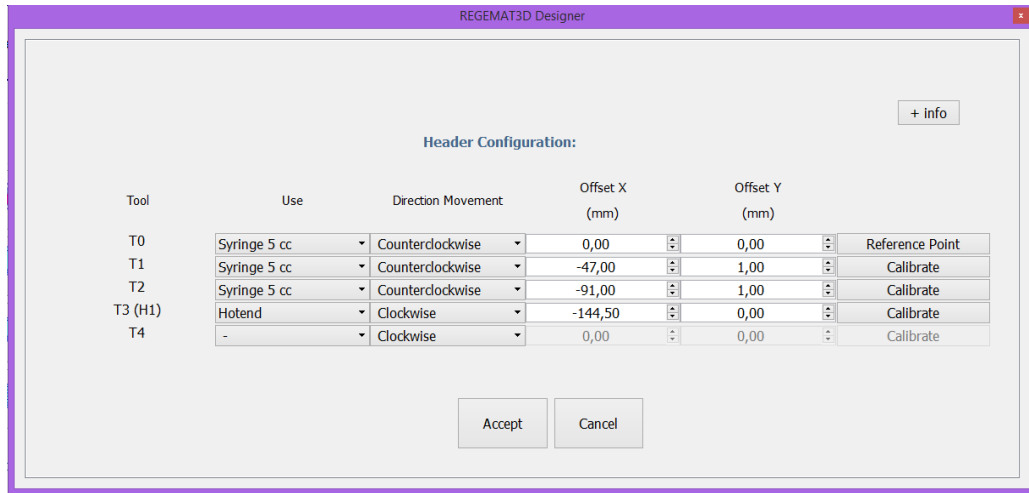 REGEMAT3D Designer
x
+ info
Header Configuration:
Tool Use Direction Movement Offset X (mm) Offset Y (mm)
T0 Syringe 5 cc Counterclockwise 0,00 0,00 Reference Point
T1 Syringe 5 cc Counterclockwise -47,00 1,00 Calibrate
T2 Syringe 5 cc Counterclockwise -91,00 1,00 Calibrate
T3 (H1) Hotend Clockwise -144,50 0,00 Calibrate
T4 - Clockwise 0,00 0,00 Calibrate
Accept Cancel